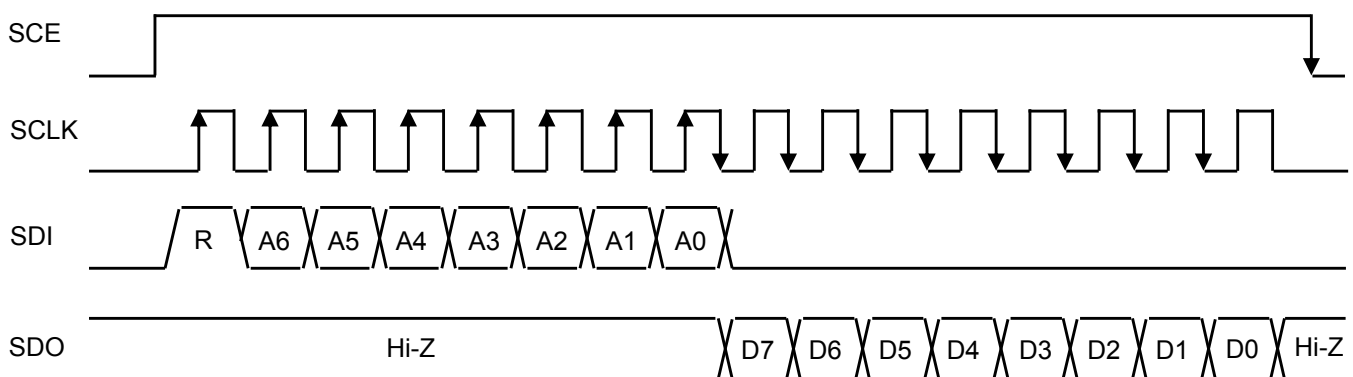 SCE
SCLK
SDI R A6 A5 A4 A3 A2 A1 A0
SDO Hi-Z D7 D6 D5 D4 D3 D2 D1 D0 Hi-Z